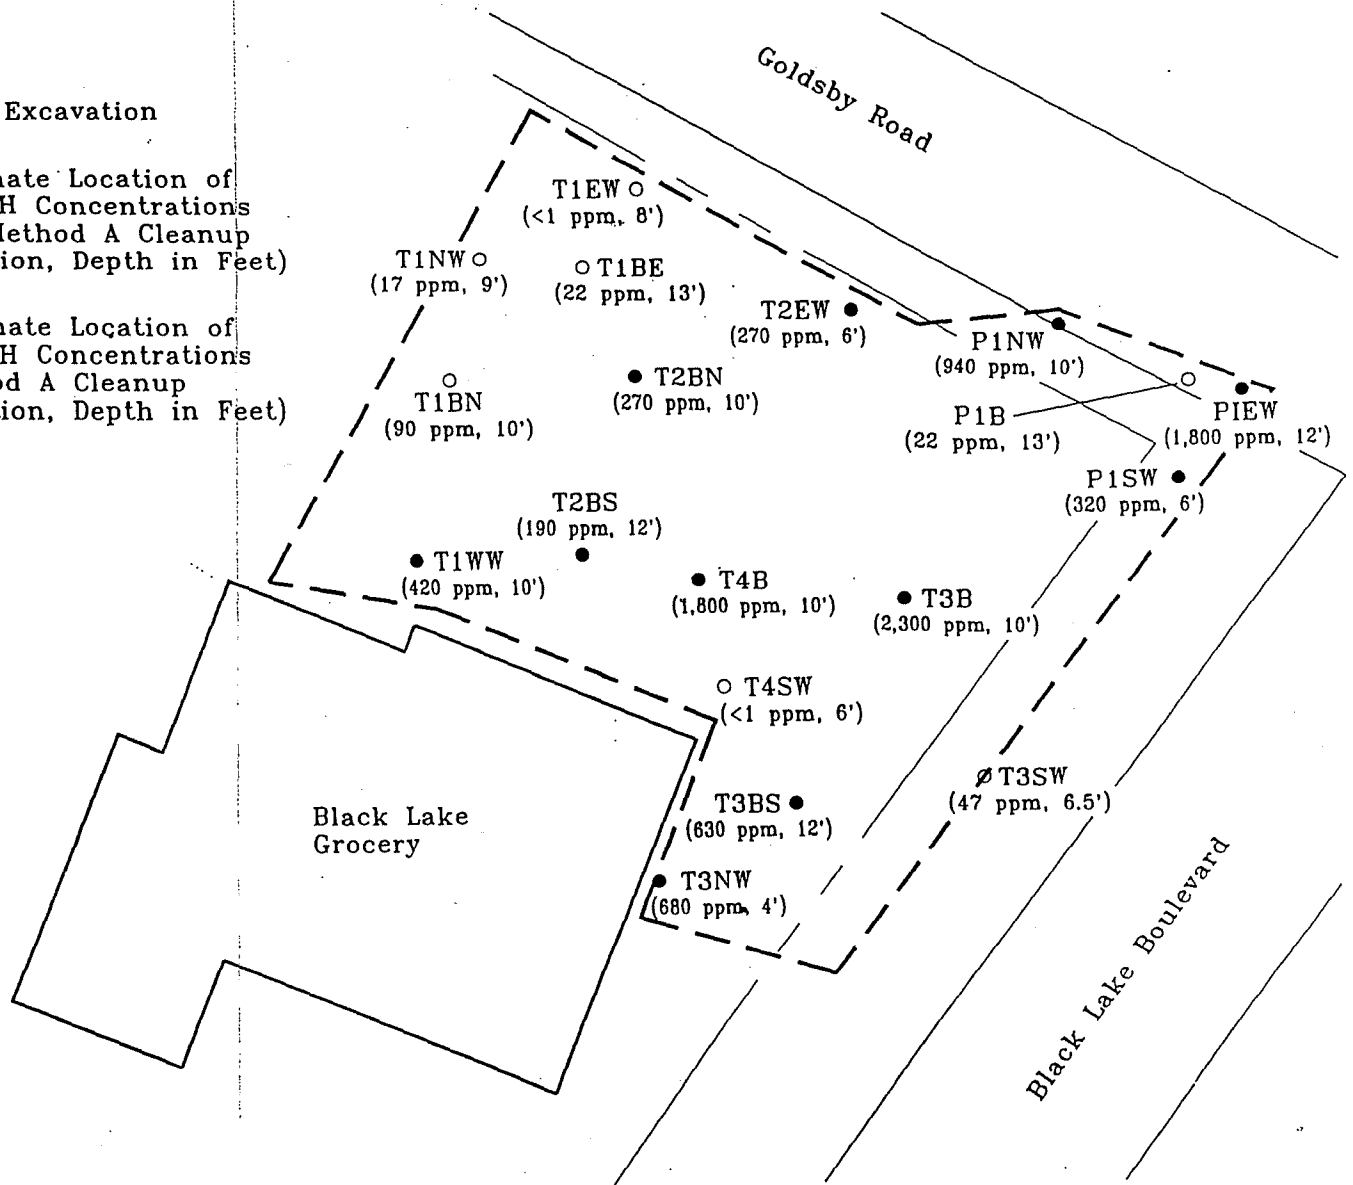 Goldsby Road
Excavation
ate Location of
H Concentrations
Method A Cleanup
ion, Depth in Feet)
ate Location of
H Concentrations
d A Cleanup
ion, Depth in Feet)
T1EW
(<1 ppm, 8')
T1NW
(17 ppm, 9')
T1BE
(22 ppm, 13')
T2EW
(270 ppm, 6')
P1NW
(940 ppm, 10')
T2BN
(270 ppm, 10')
T1BN
(90 ppm, 10')
P1B
(22 ppm, 13')
PIEW
(1,800 ppm, 12')
P1SW
(320 ppm, 6')
T2BS
(190 ppm, 12')
T1WW
(420 ppm, 10')
T4B
(1,800 ppm, 10')
T3B
(2,300 ppm, 10')
T4SW
(<1 ppm, 6')
T3SW
(47 ppm, 6.5')
T3BS
(630 ppm, 12')
T3NW
(680 ppm, 4')
Black Lake
Grocery
Black Lake Boulevard